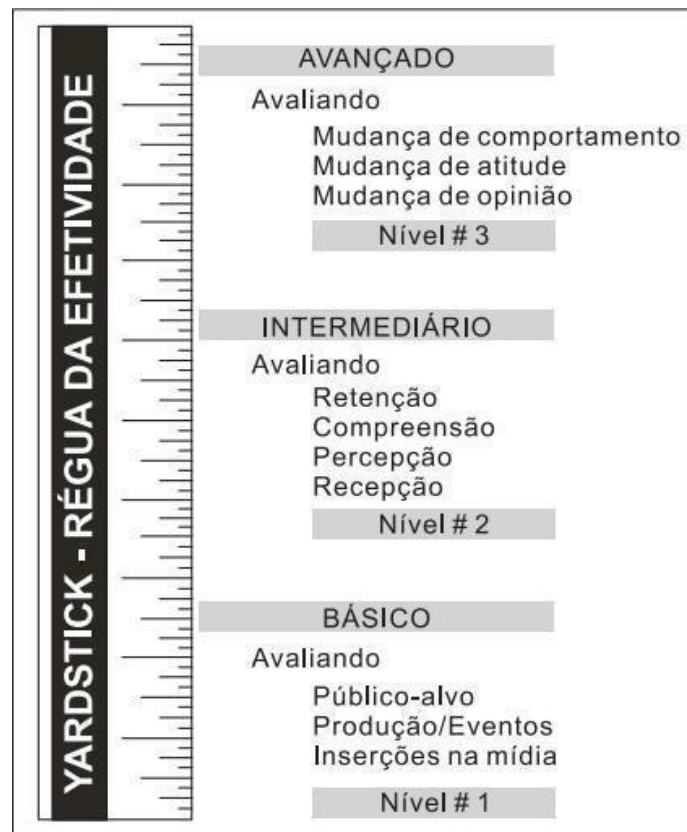 YARDSTICK - RÉGUA DA EFETIVIDADE
AVANÇADO
Avaliando
Mudança de comportamento
Mudança de atitude
Mudança de opinião
Nível # 3
INTERMEDIÁRIO
Avaliando
Retenção
Compreensão
Percepção
Recepção
Nível # 2
BÁSICO
Avaliando
Público-alvo
Produção/Eventos
Inserções na mídia
Nível # 1